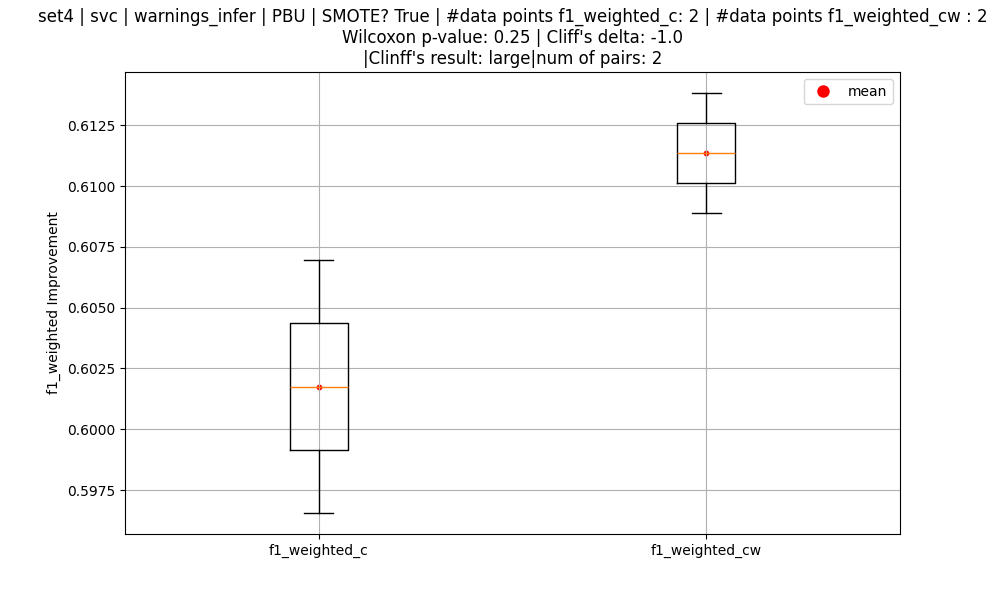 set4 | svc | warnings_infer | PBU | SMOTE? True | #data points f1_weighted_c: 2 | #data points f1_weighted_cw : 2
Wilcoxon p-value: 0.25 | Cliff's delta: -1.0
|Clinff's result: large|num of pairs: 2
mean
0.6125
0.6100
0.6075
0.6050
0.6025
0.6000
0.5975
f1_weighted Improvement
f1_weighted_c
f1_weighted_cw